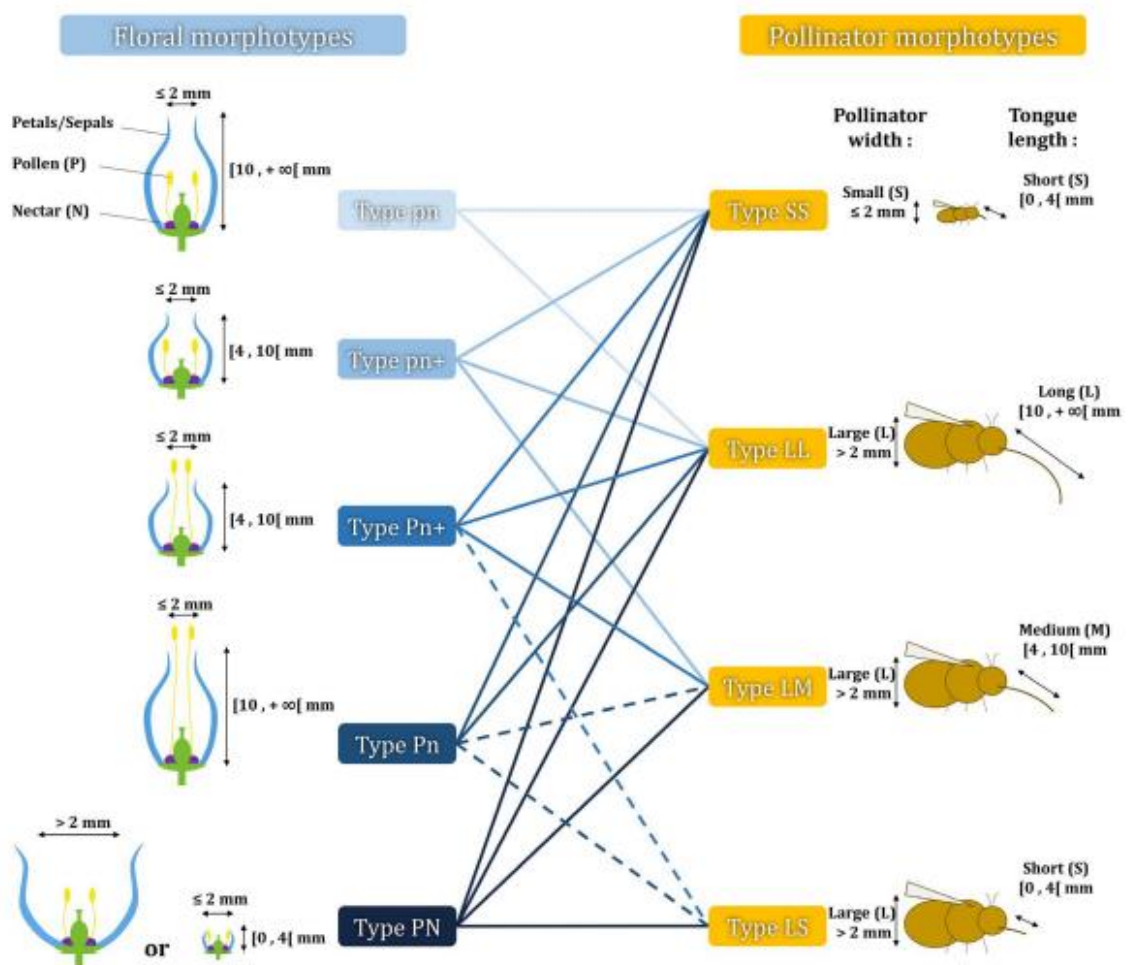 Floral morphotypes
Pollinator morphotypes
≤ 2 mm
Petals/Sepals
Pollen (P)
Nectar (N)
[10 , + ∞[ mm
Type pn
Pollinator
width :
Tongue
length :
Type SS
Small (S)
≤ 2 mm
Short (S)
[0 , 4[ mm
≤ 2 mm
[4 , 10[ mm
Type pn+
Type LL
Large (L)
> 2 mm
Long (L)
[10 , + ∞[ mm
≤ 2 mm
[4 , 10[ mm
Type Pn+
≤ 2 mm
[10 , + ∞[ mm
Type Pn
Type LM
Large (L)
> 2 mm
Medium (M)
[4 , 10[ mm
> 2 mm
or
≤ 2 mm
[0 , 4[ mm
Type PN
Type LS
Large (L)
> 2 mm
Short (S)
[0 , 4[ mm